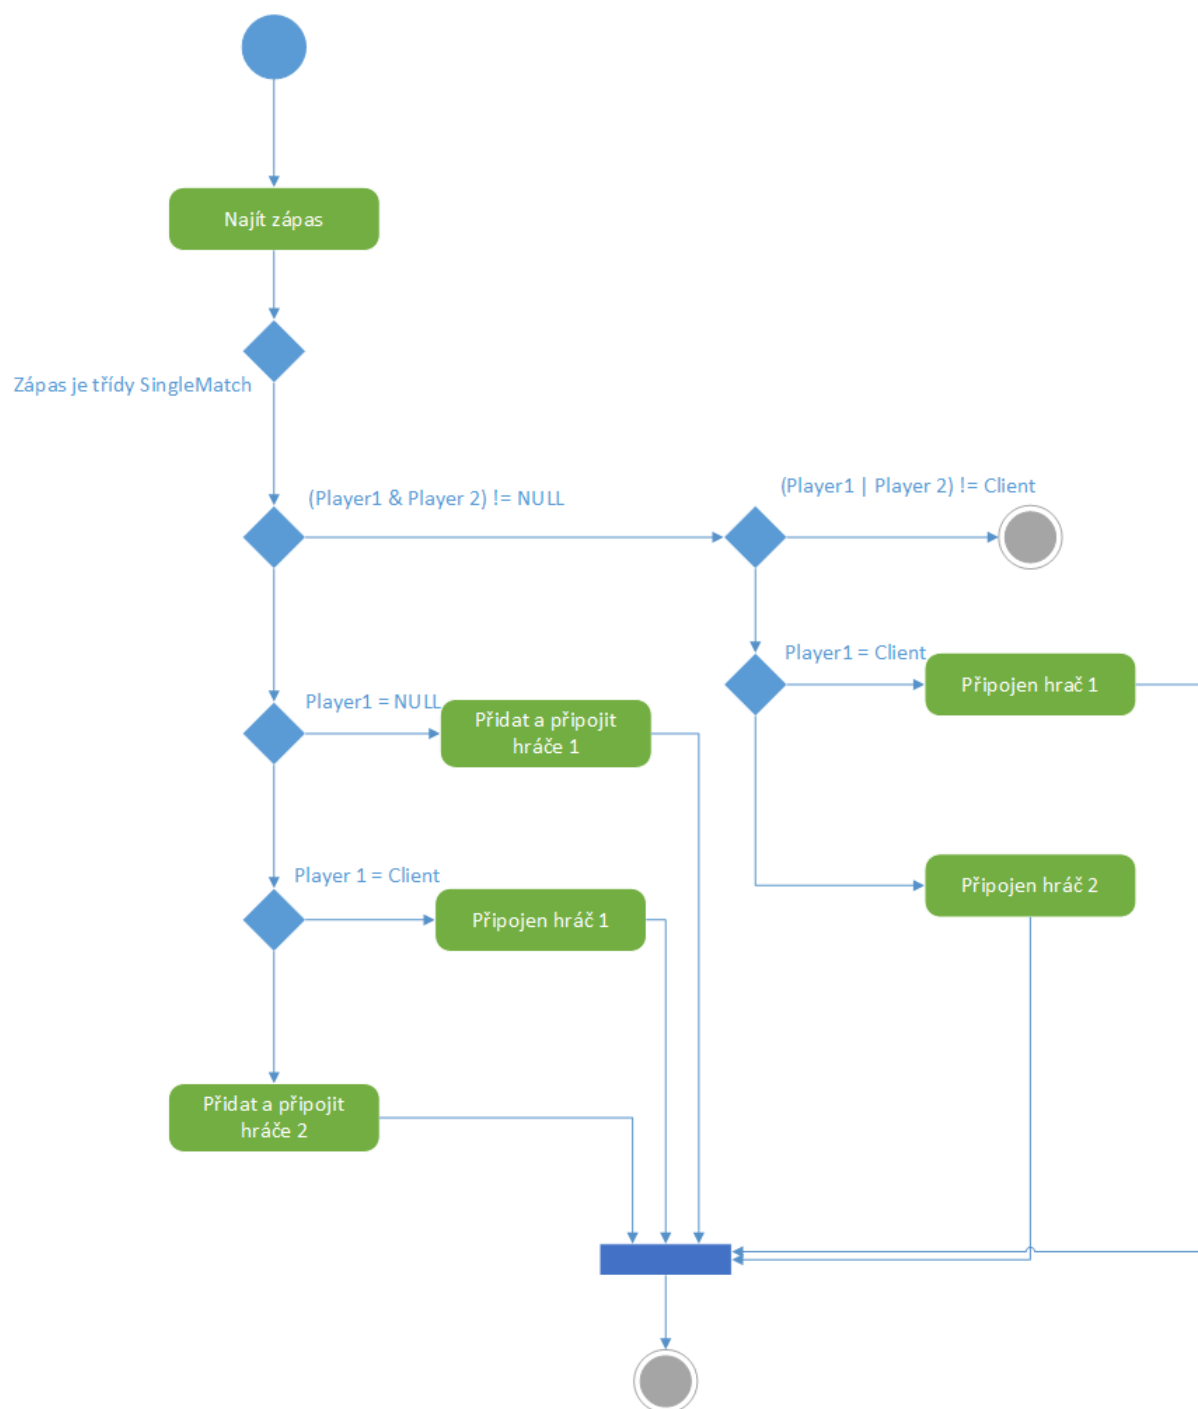 Najít zápas
Zápas je třídy SingleMatch
(Player1 & Player 2) != NULL
(Player1 | Player 2) != Client
Player1 = Client
Připojen hrač 1
Player1 = NULL
Přidat a připojit
hráče 1
Player 1 = Client
Připojen hráč 1
Připojen hráč 2
Přidat a připojit
hráče 2